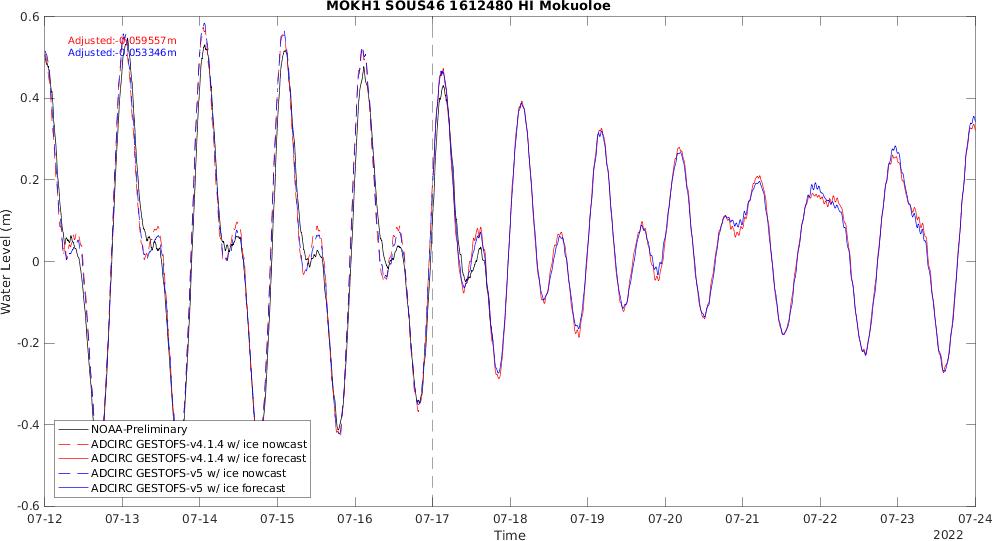 MOKH1 SOUS46 1612480 HI Mokuoloe
Adjusted:-0.059557m
Adjusted:-0.053346m
0.6
0.4
0.2
0
-0.2
-0.4
-0.6
Water Level (m)
NOAA-Preliminary
ADCIRC GESTOFS-v4.1.4 w/ ice nowcast
ADCIRC GESTOFS-v4.1.4 w/ ice forecast
ADCIRC GESTOFS-v5 w/ ice nowcast
ADCIRC GESTOFS-v5 w/ ice forecast
07-12 07-13 07-14 07-15 07-16 07-17 07-18 07-19 07-20 07-21 07-22 07-23 07-24
Time
2022